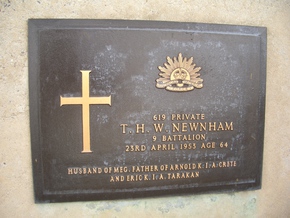 619 PRIVATE
T. H. W. NEWNHAM
9 BATTALION
23RD APRIL 1953 AGE 64
HUSBAND OF MEG. FATHER OF ARNOLD K. I. A. CRETE
AND ERIC K. I. A. TARAKAN